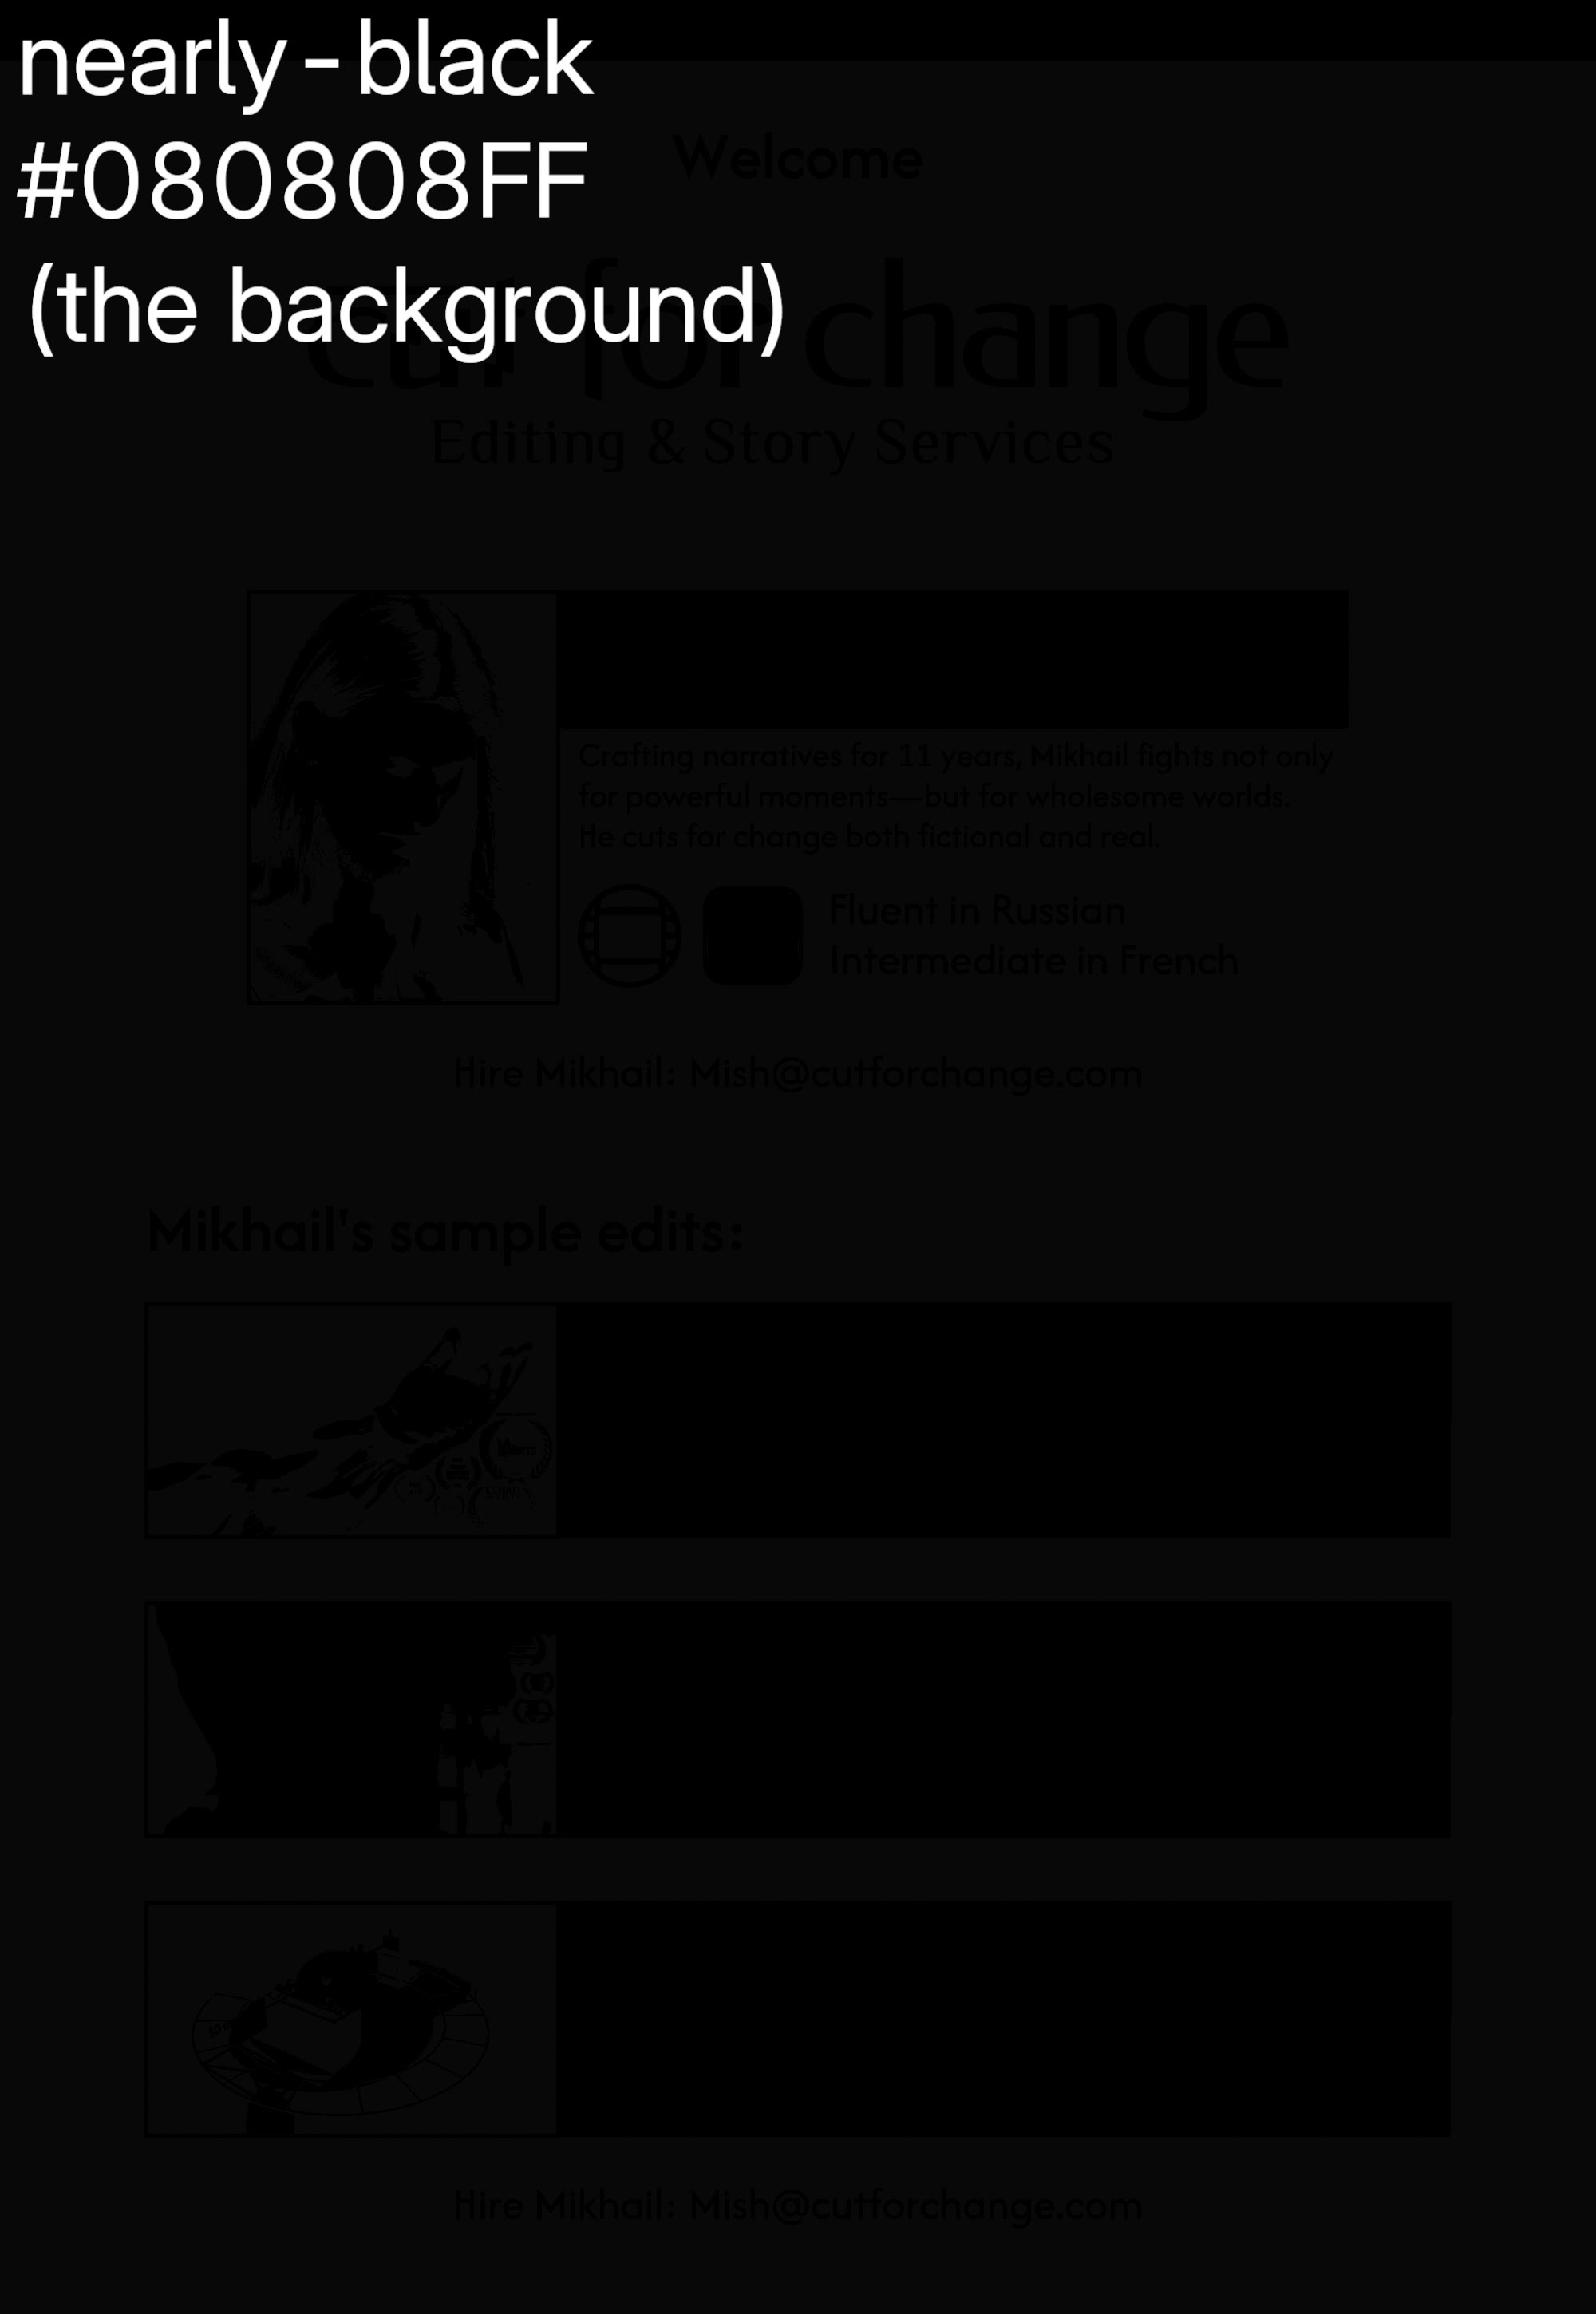 nearly-black
#080808FF
(the background)
Welcome
cut for change
Editing & Story Services
Crafting narratives for 11 years, Mikhail fights not only
for powerful moments—but for wholesome worlds.
He cuts for change both fictional and real.
Fluent in Russian
Intermediate in French
Hire Mikhail: Mish@cutforchange.com
Mikhail's sample edits:
Hire Mikhail: Mish@cutforchange.com